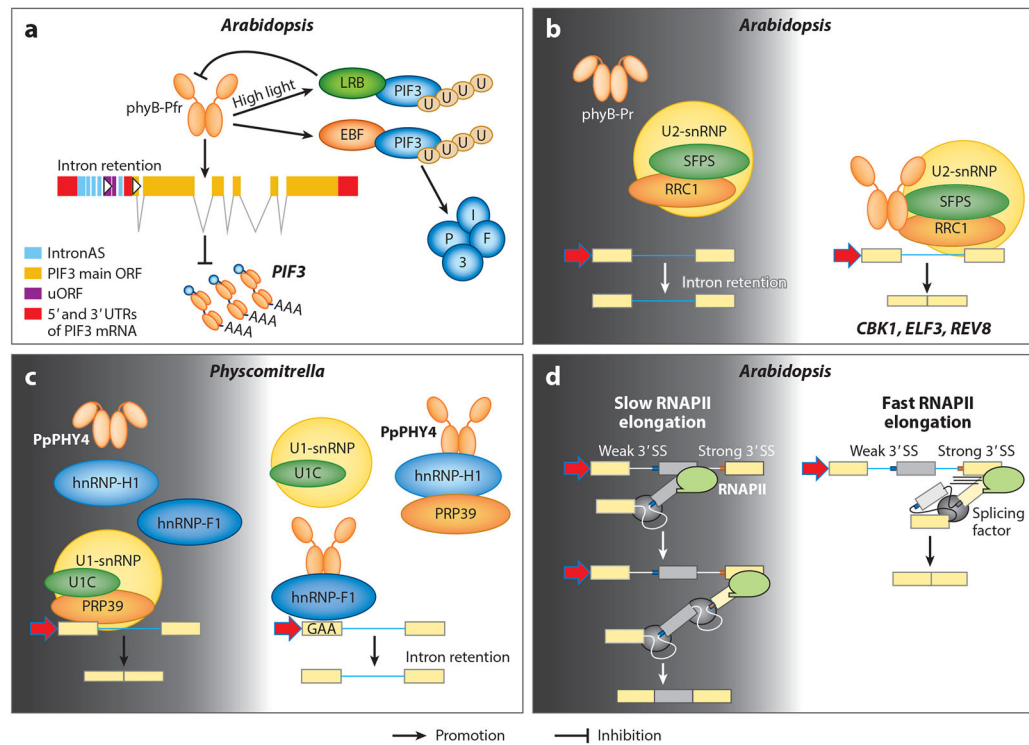 a
Arabidopsis
phyB-Pfr
High light
LRB
PIF3
U U U U
EBF
PIF3
U U U U
Intron retention
P I F 3
IntronAS
PIF3 main ORF
uORF
5′ and 3′ UTRs
of PIF3 mRNA
PIF3
AAA
AAA
AAA
b
Arabidopsis
phyB-Pr
U2-snRNP
SFPS
RRC1
U2-snRNP
SFPS
RRC1
Intron retention
CBK1, ELF3, REV8
c
Physcomitrella
PpPHY4
hnRNP-H1
hnRNP-F1
U1-snRNP
U1C
PRP39
U1-snRNP
U1C
PpPHY4
hnRNP-H1
PRP39
hnRNP-F1
GAA
Intron retention
d
Arabidopsis
Slow RNAPII
elongation
Weak 3′ SS
Strong 3′ SS
RNAPII
Fast RNAPII
elongation
Weak 3′ SS
Strong 3′ SS
Splicing
factor
Promotion
Inhibition